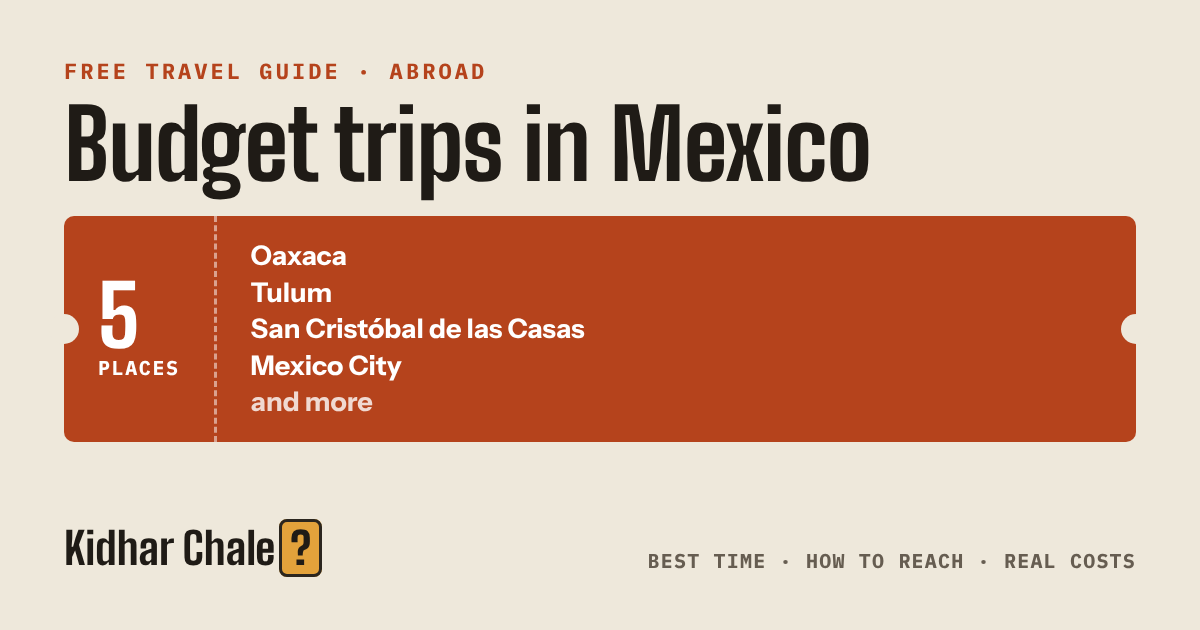 FREE TRAVEL GUIDE · ABROAD
Budget trips in Mexico
5
PLACES
Oaxaca
Tulum
San Cristóbal de las Casas
Mexico City
and more
Kidhar Chale ?
BEST TIME · HOW TO REACH · REAL COSTS